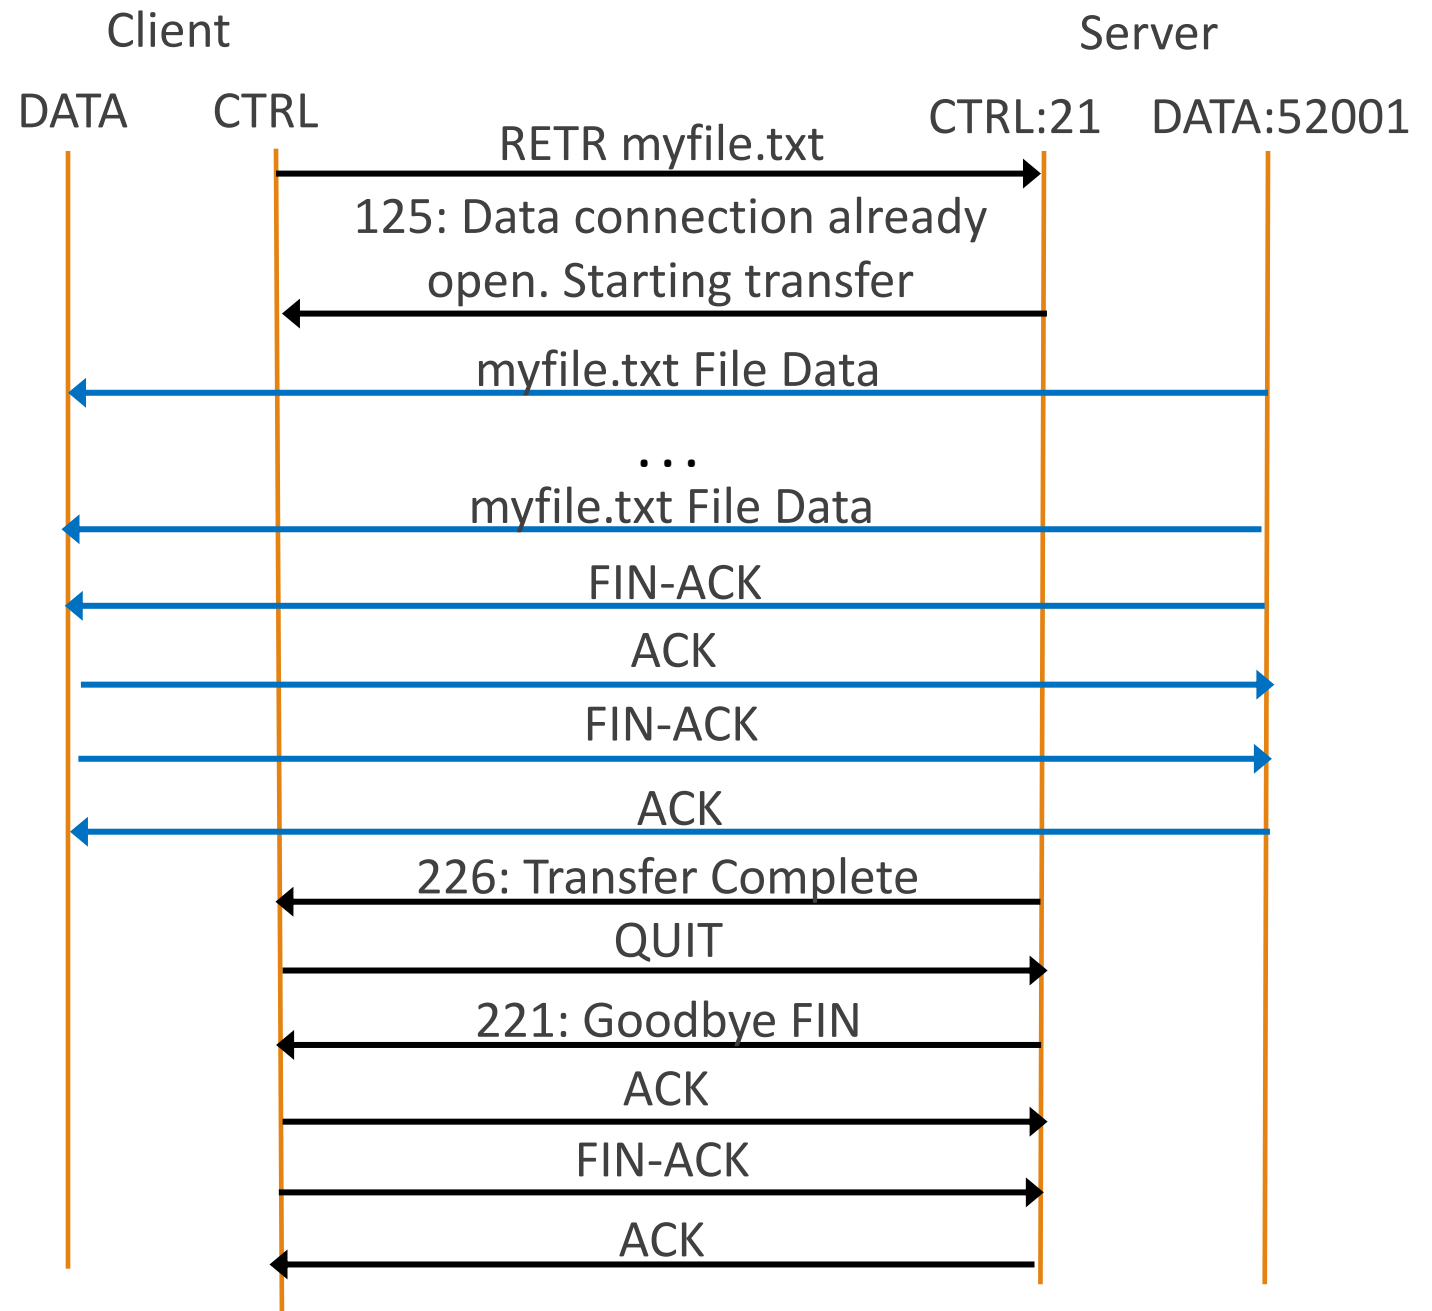 Client
Server
DATA
CTRL
CTRL:21
DATA:52001
RETR myfile.txt
125: Data connection already
open. Starting transfer
myfile.txt File Data
...
myfile.txt File Data
FIN-ACK
ACK
FIN-ACK
ACK
226: Transfer Complete
QUIT
221: Goodbye FIN
ACK
FIN-ACK
ACK